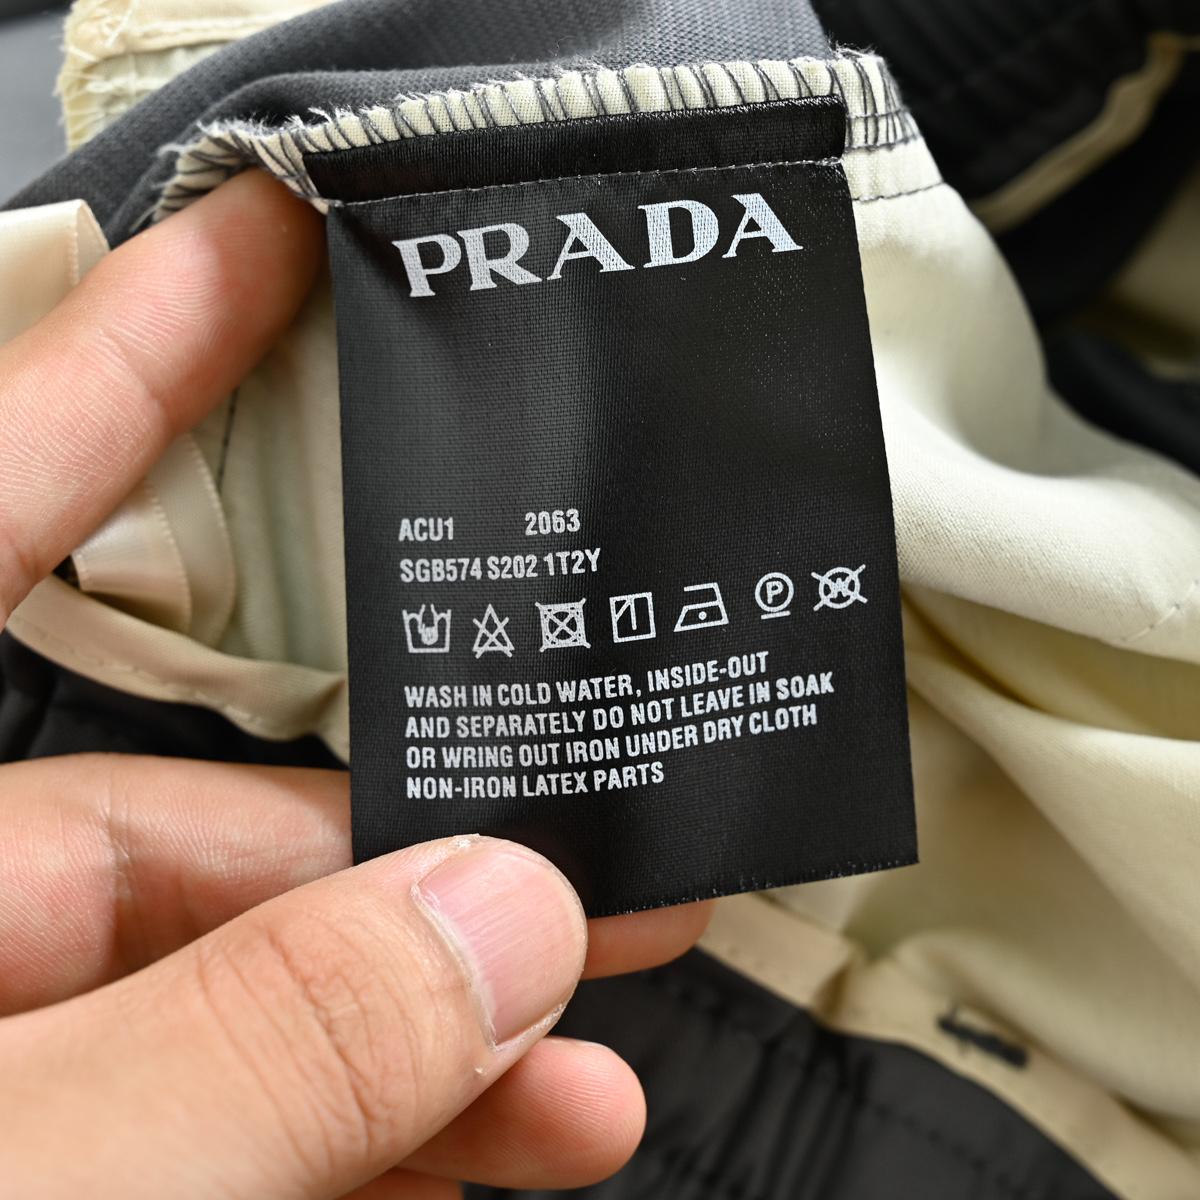 PRADA
ACU1 2063
SGB574 S202 1T2Y
P W
WASH IN COLD WATER, INSIDE-OUT
AND SEPARATELY DO NOT LEAVE IN SOAK
OR WRING OUT IRON UNDER DRY CLOTH
NON-IRON LATEX PARTS